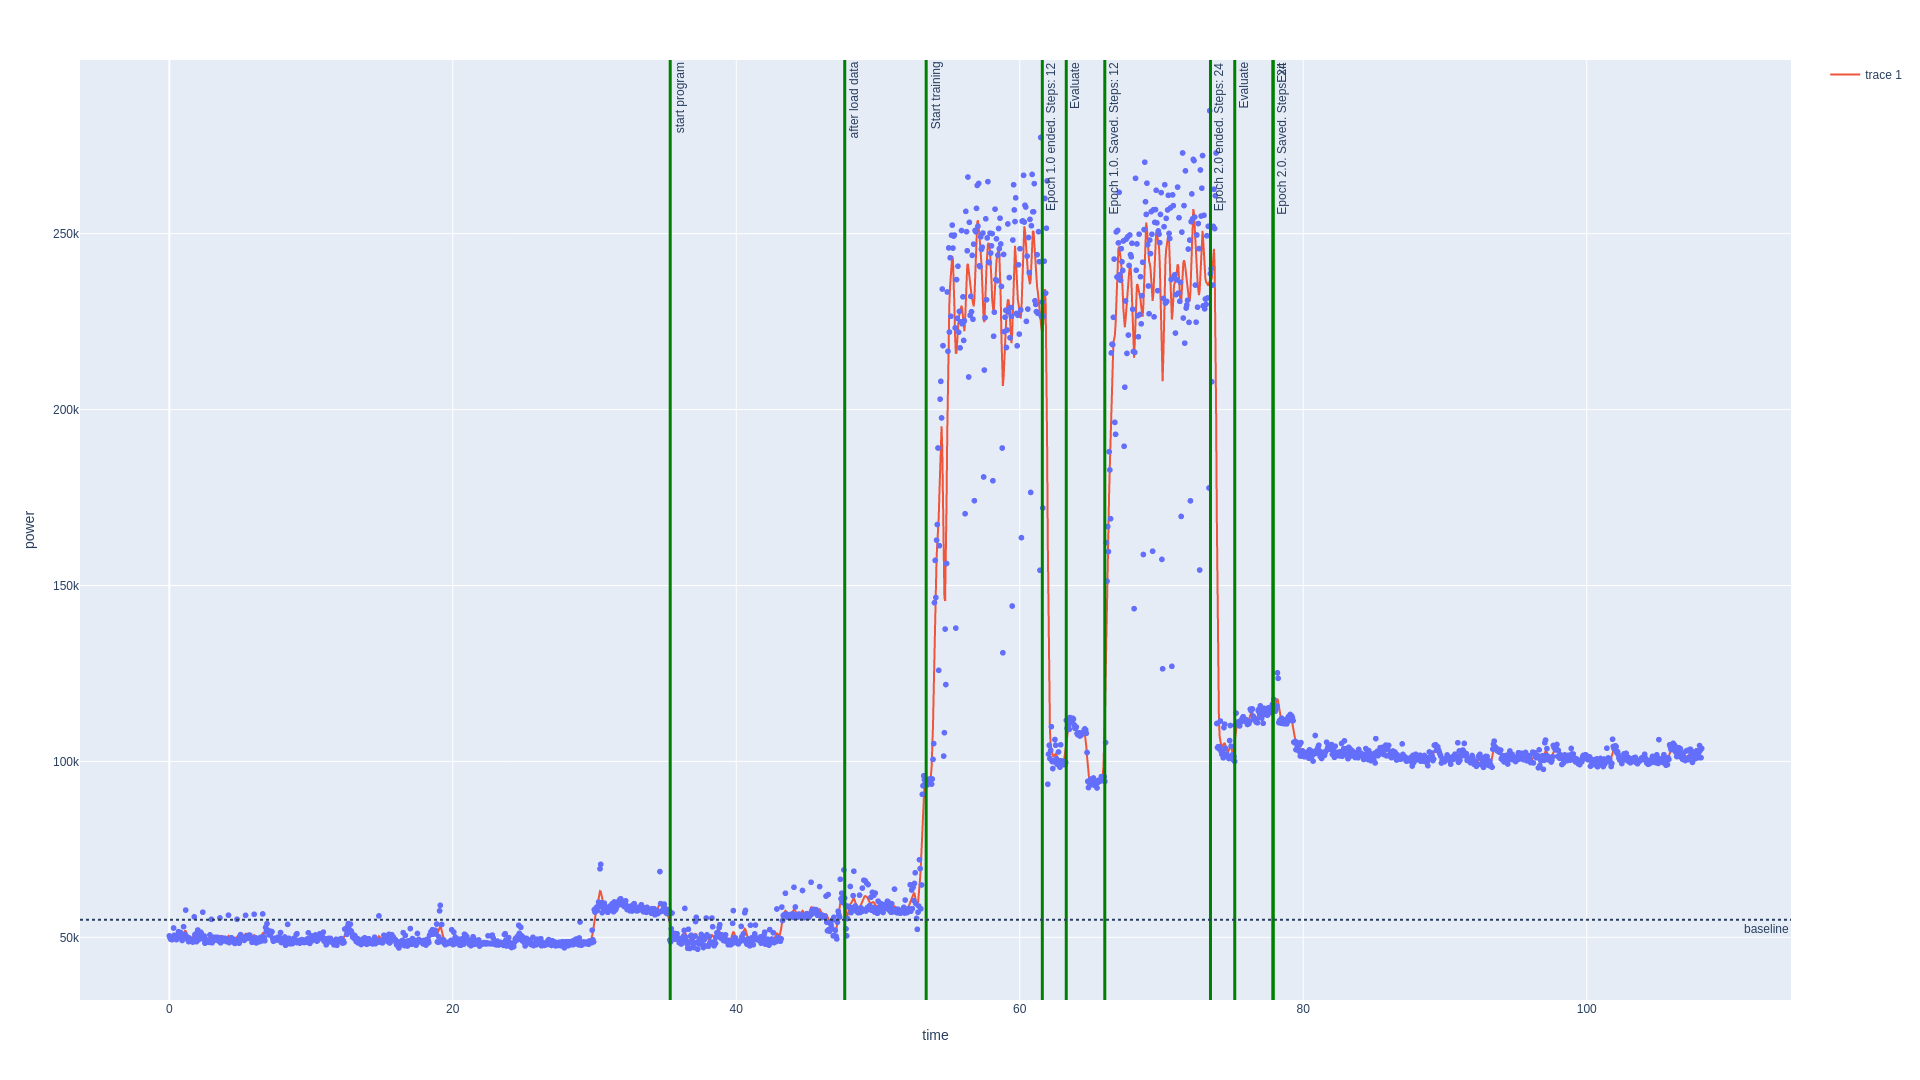 start program
after load data
Start training
Epoch 1.0 ended. Steps: 12
Evaluate
Epoch 1.0. Saved. Steps: 12
Epoch 2.0 ended. Steps: 24
Evaluate
Epoch 2.0. Saved. Steps: 24
Exit
trace 1
250k
200k
150k
100k
50k
power
baseline
0
20
40
60
80
100
time